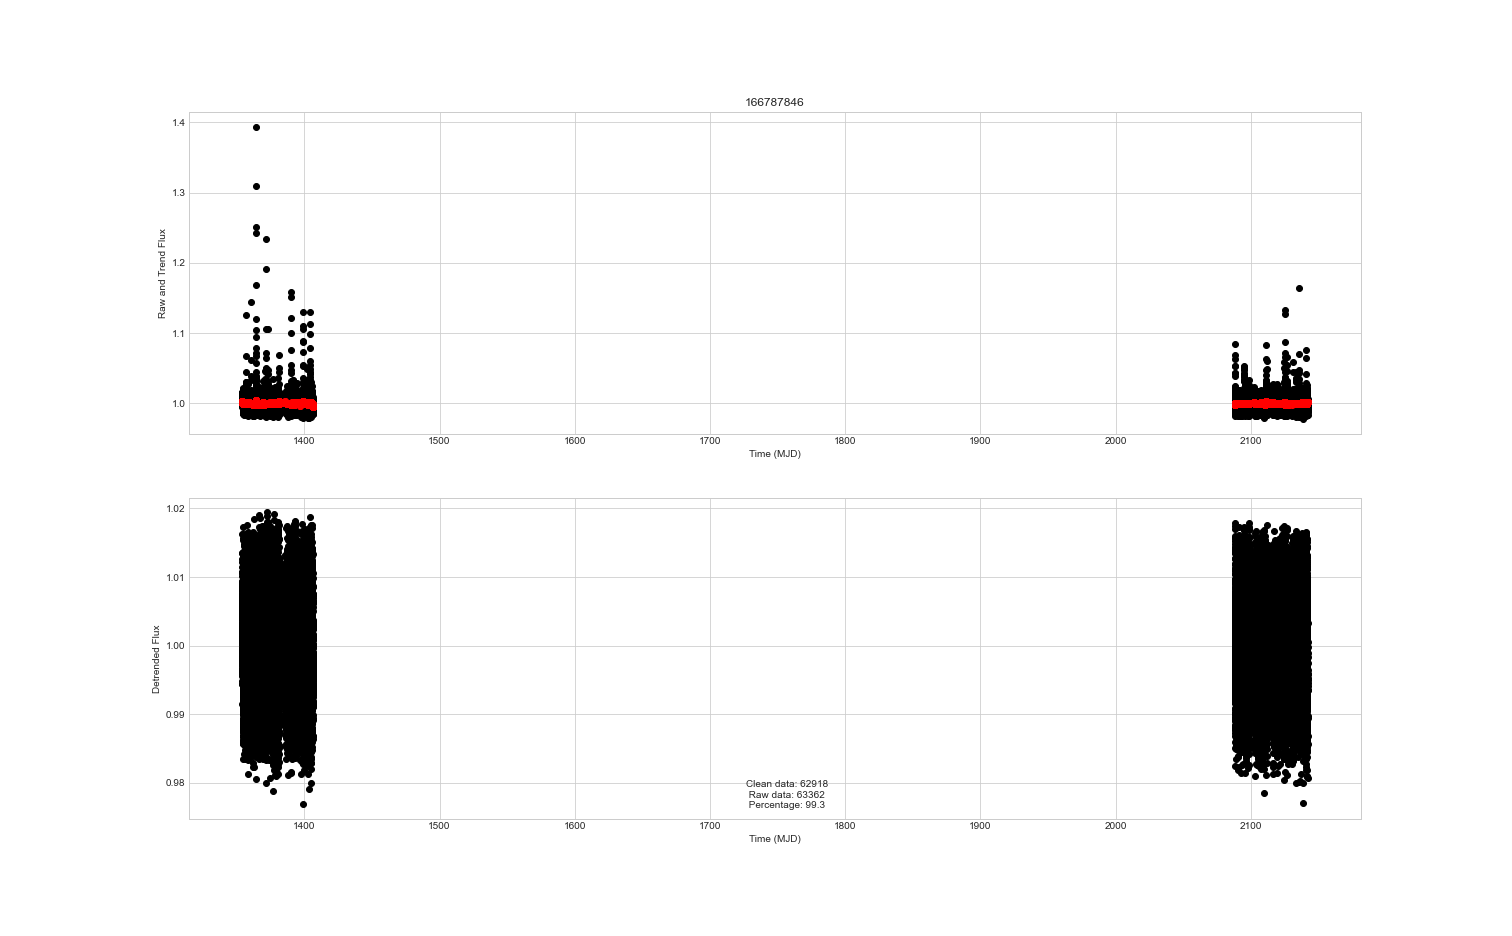 166787846
1.4
1.3
1.2
1.1
1.0
Raw and Trend Flux
1400 1500 1600 1700 1800 1900 2000 2100
Time (MJD)
1.02
1.01
1.00
0.99
0.98
Detrended Flux
Clean data: 62918
Raw data: 63362
Percentage: 99.3
1400 1500 1600 1700 1800 1900 2000 2100
Time (MJD)